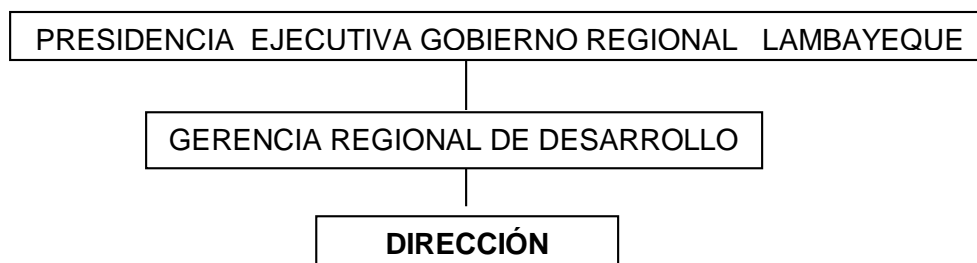 PRESIDENCIA EJECUTIVA GOBIERNO REGIONAL LAMBAYEQUE
GERENCIA REGIONAL DE DESARROLLO
DIRECCIÓN